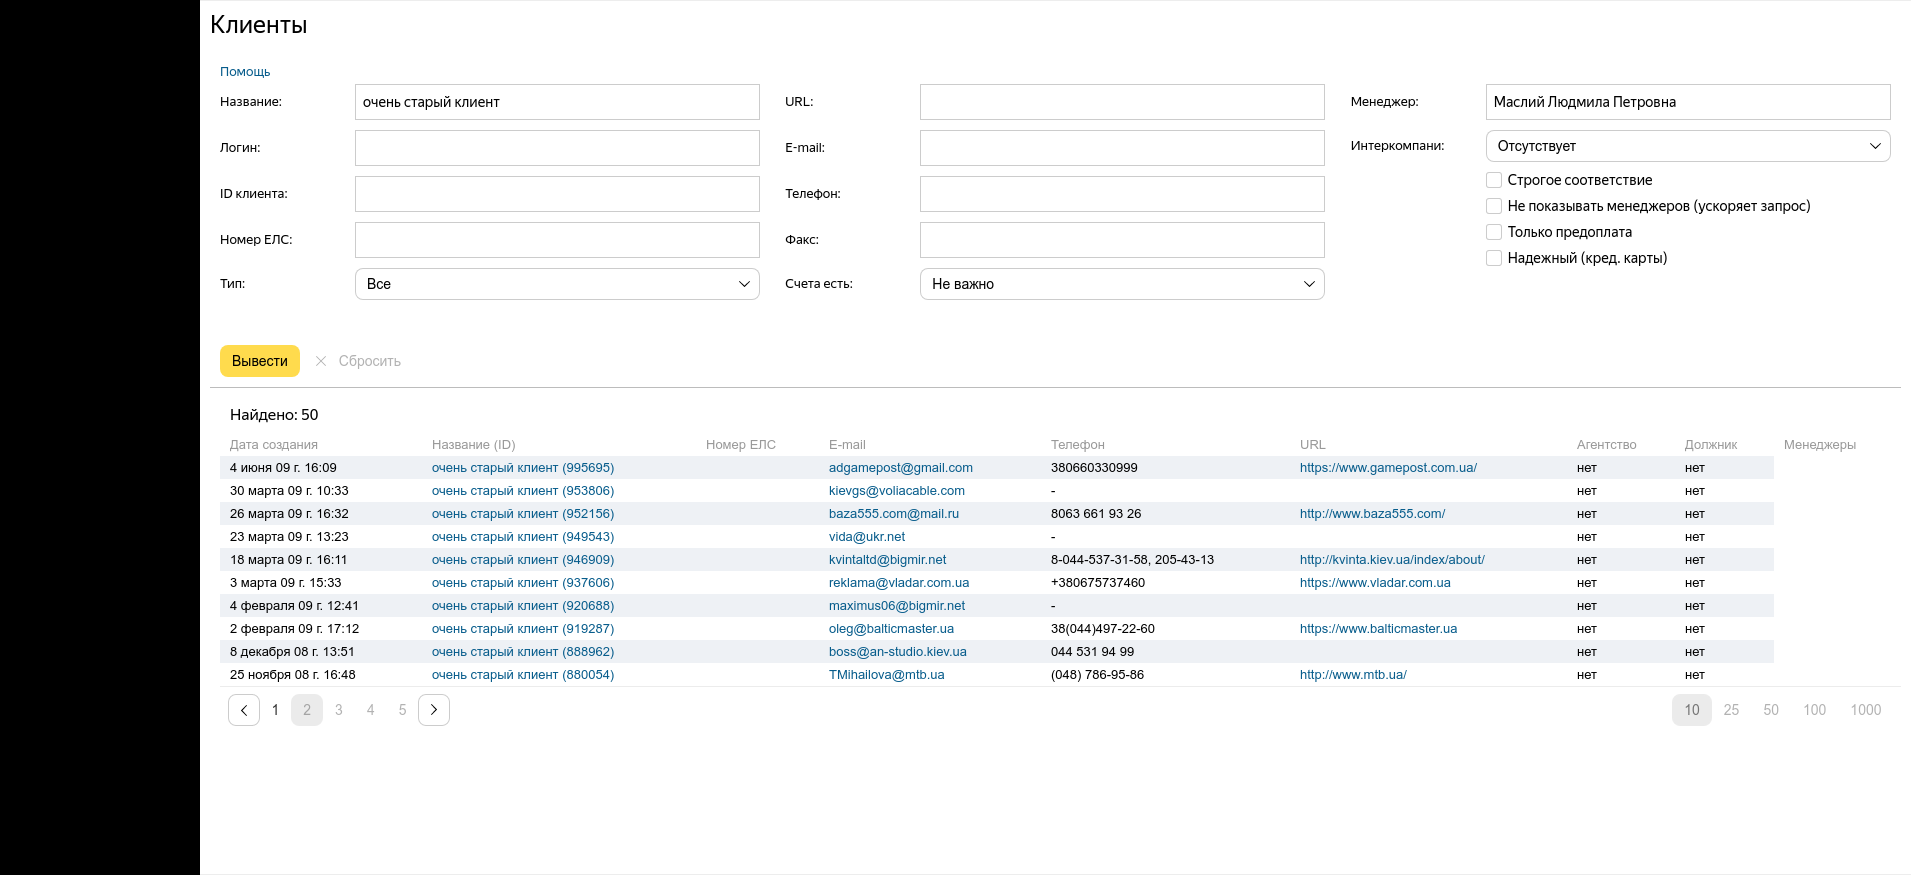 Клиенты
Помощь
Название: очень старый клиент URL: Менеджер: Маслий Людмила Петровна
Логин: E-mail: Интеркомпани: Отсутствует
Строгое соответствие
ID клиента: Телефон:
Не показывать менеджеров (ускоряет запрос)
Только предоплата
Номер ЕЛС: Факс:
Надежный (кред. карты)
Тип: Все Счета есть: Не важно
Вывести Сбросить
Найдено: 50
Дата создания Название (ID) Номер ЕЛС E-mail Телефон URL Агентство Должник Менеджеры
4 июня 09 г. 16:09 очень старый клиент (995695) adgamepost@gmail.com 380660330999 https://www.gamepost.com.ua/ нет нет
30 марта 09 г. 10:33 очень старый клиент (953806) kievgs@voliacable.com - нет нет
26 марта 09 г. 16:32 очень старый клиент (952156) baza555.com@mail.ru 8063 661 93 26 http://www.baza555.com/ нет нет
23 марта 09 г. 13:23 очень старый клиент (949543) vida@ukr.net - нет нет
18 марта 09 г. 16:11 очень старый клиент (946909) kvintaltd@bigmir.net 8-044-537-31-58, 205-43-13 http://kvinta.kiev.ua/index/about/ нет нет
3 марта 09 г. 15:33 очень старый клиент (937606) reklama@vladar.com.ua +380675737460 https://www.vladar.com.ua нет нет
4 февраля 09 г. 12:41 очень старый клиент (920688) maximus06@bigmir.net - нет нет
2 февраля 09 г. 17:12 очень старый клиент (919287) oleg@balticmaster.ua 38(044)497-22-60 https://www.balticmaster.ua нет нет
8 декабря 08 г. 13:51 очень старый клиент (888962) boss@an-studio.kiev.ua 044 531 94 99 нет нет
25 ноября 08 г. 16:48 очень старый клиент (880054) TMihailova@mtb.ua (048) 786-95-86 http://www.mtb.ua/ нет нет
1 2 3 4 5 10 25 50 100 1000